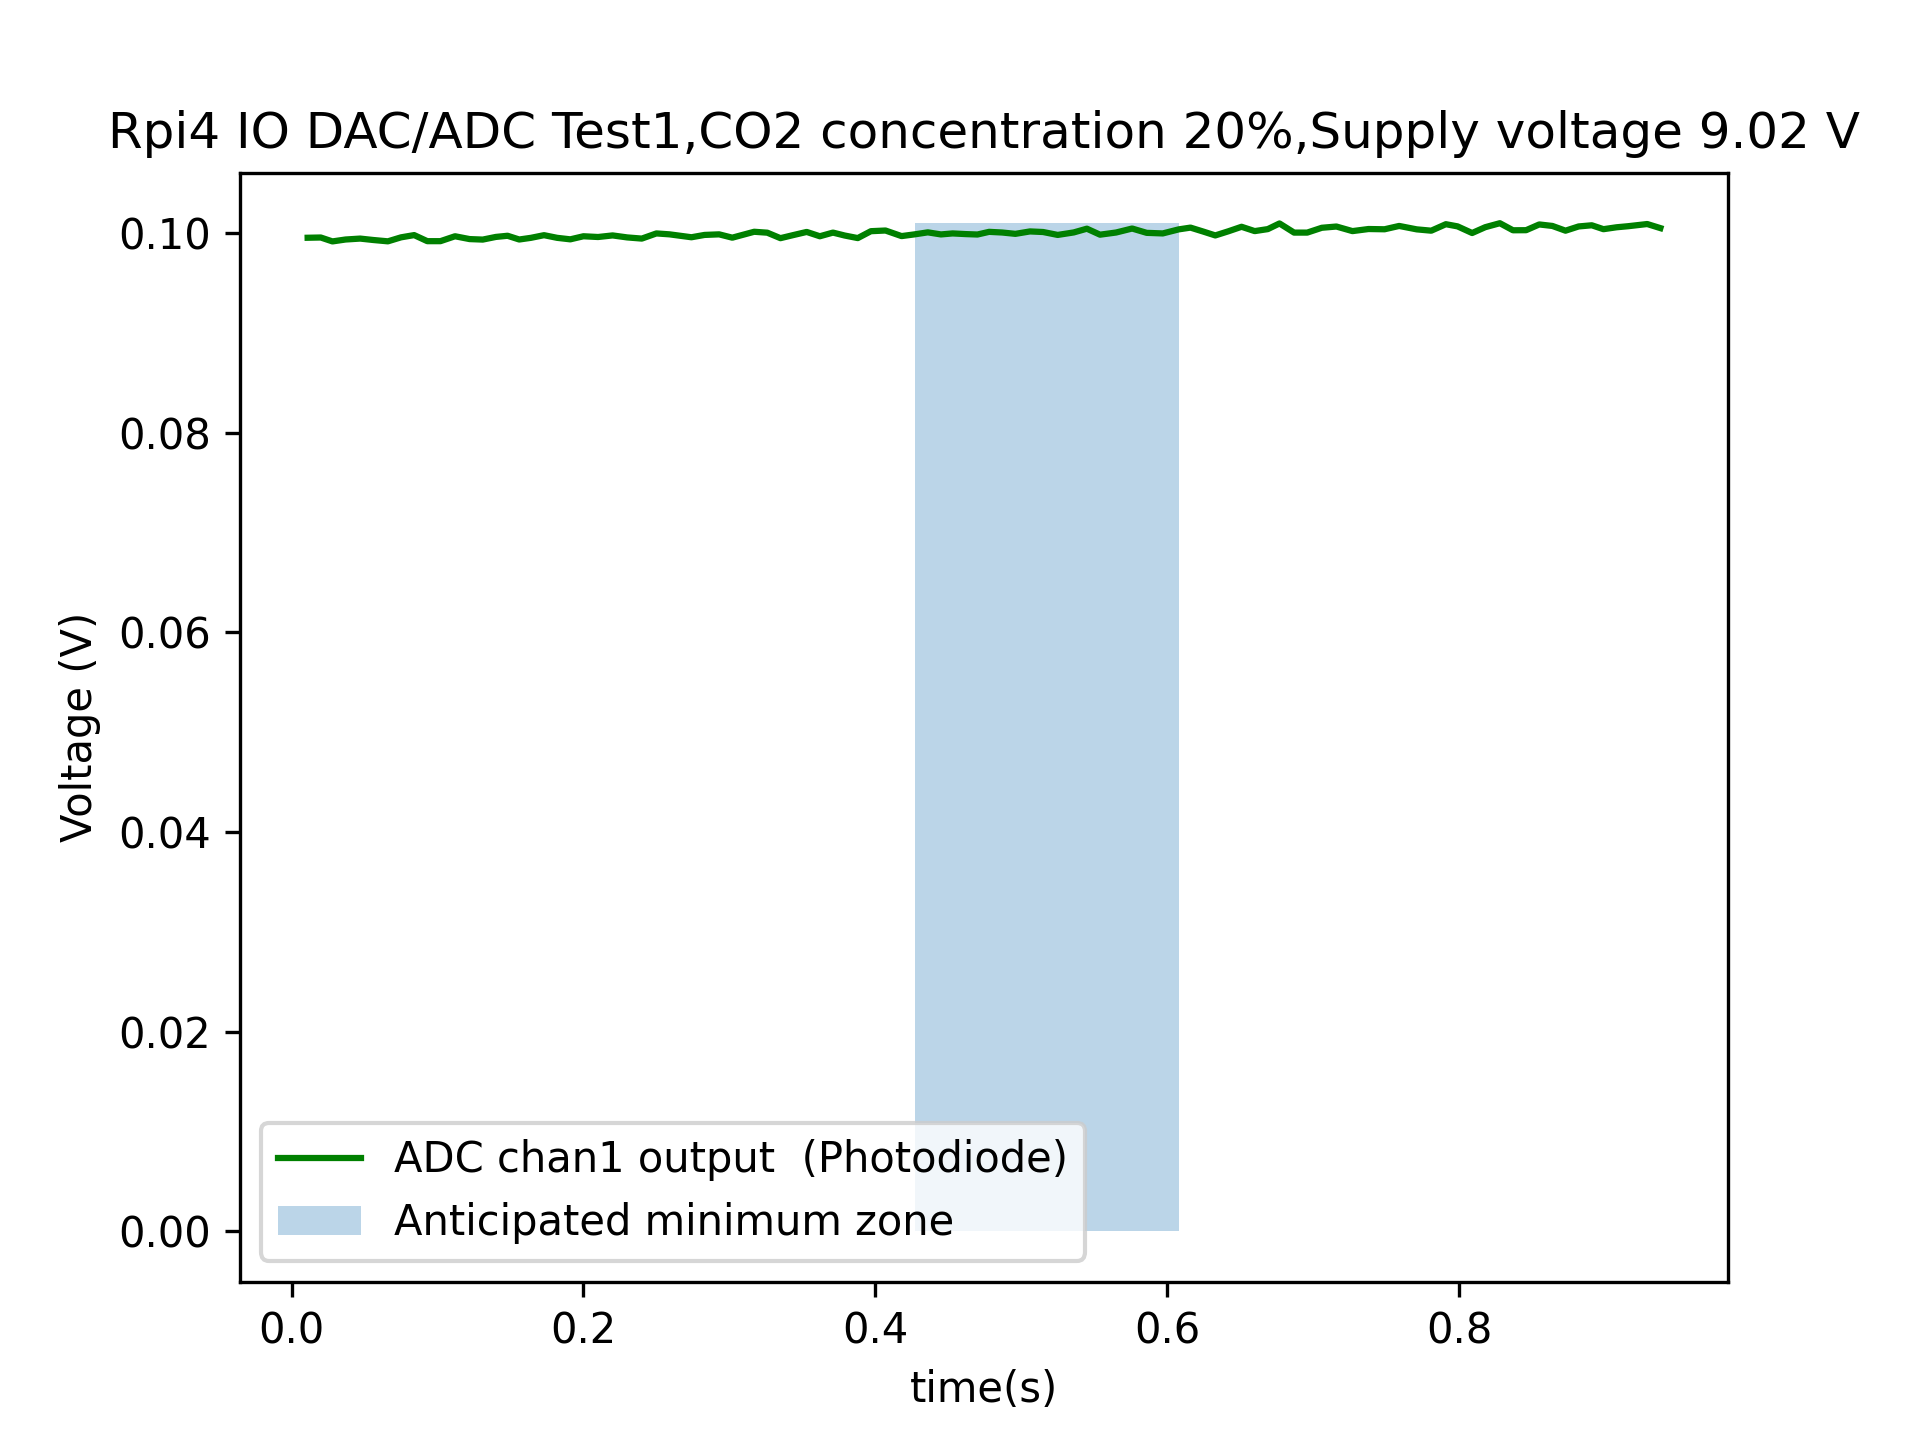 Rpi4 IO DAC/ADC Test1,CO2 concentration 20%,Supply voltage 9.02 V
0.10
0.08
0.06
0.04
0.02
0.00
Voltage (V)
ADC chan1 output  (Photodiode)
Anticipated minimum zone
0.0 0.2 0.4 0.6 0.8
time(s)